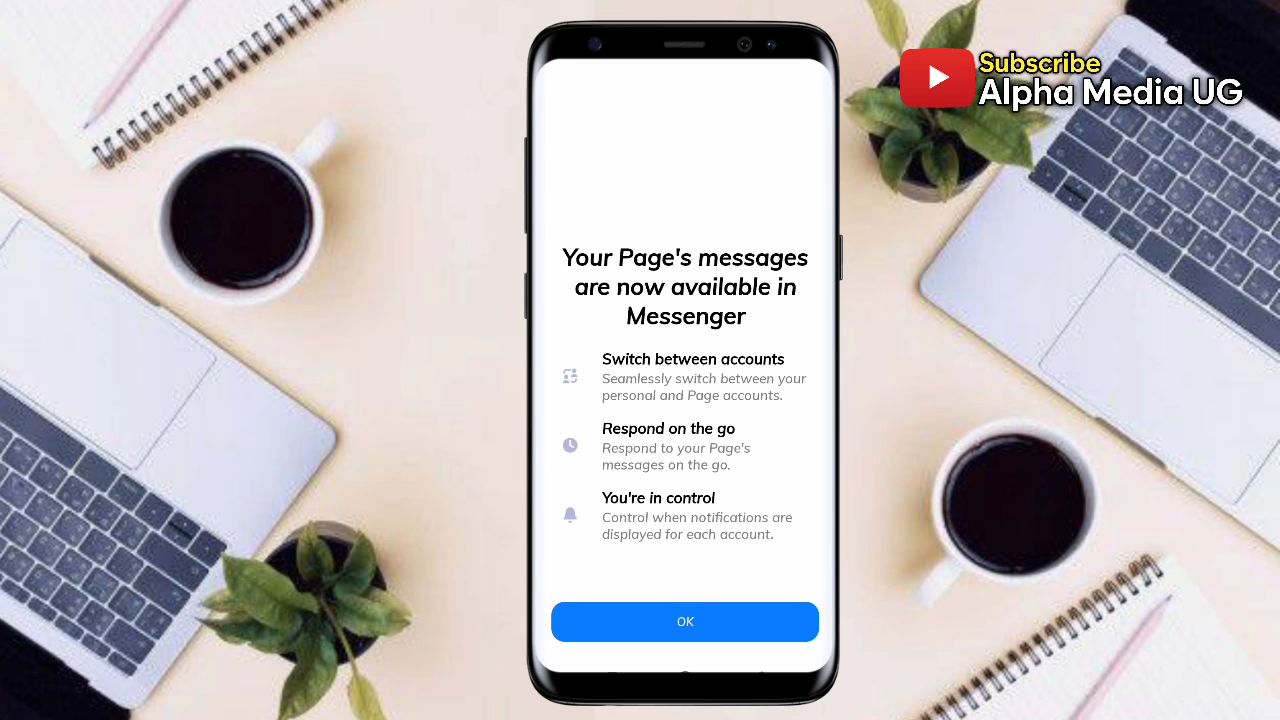 Subscribe
Alpha Media UG
Your Page's messages
are now available in
Messenger
Switch between accounts
Seamlessly switch between your
personal and Page accounts.
Respond on the go
Respond to your Page's
messages on the go.
You're in control
Control when notifications are
displayed for each account.
OK